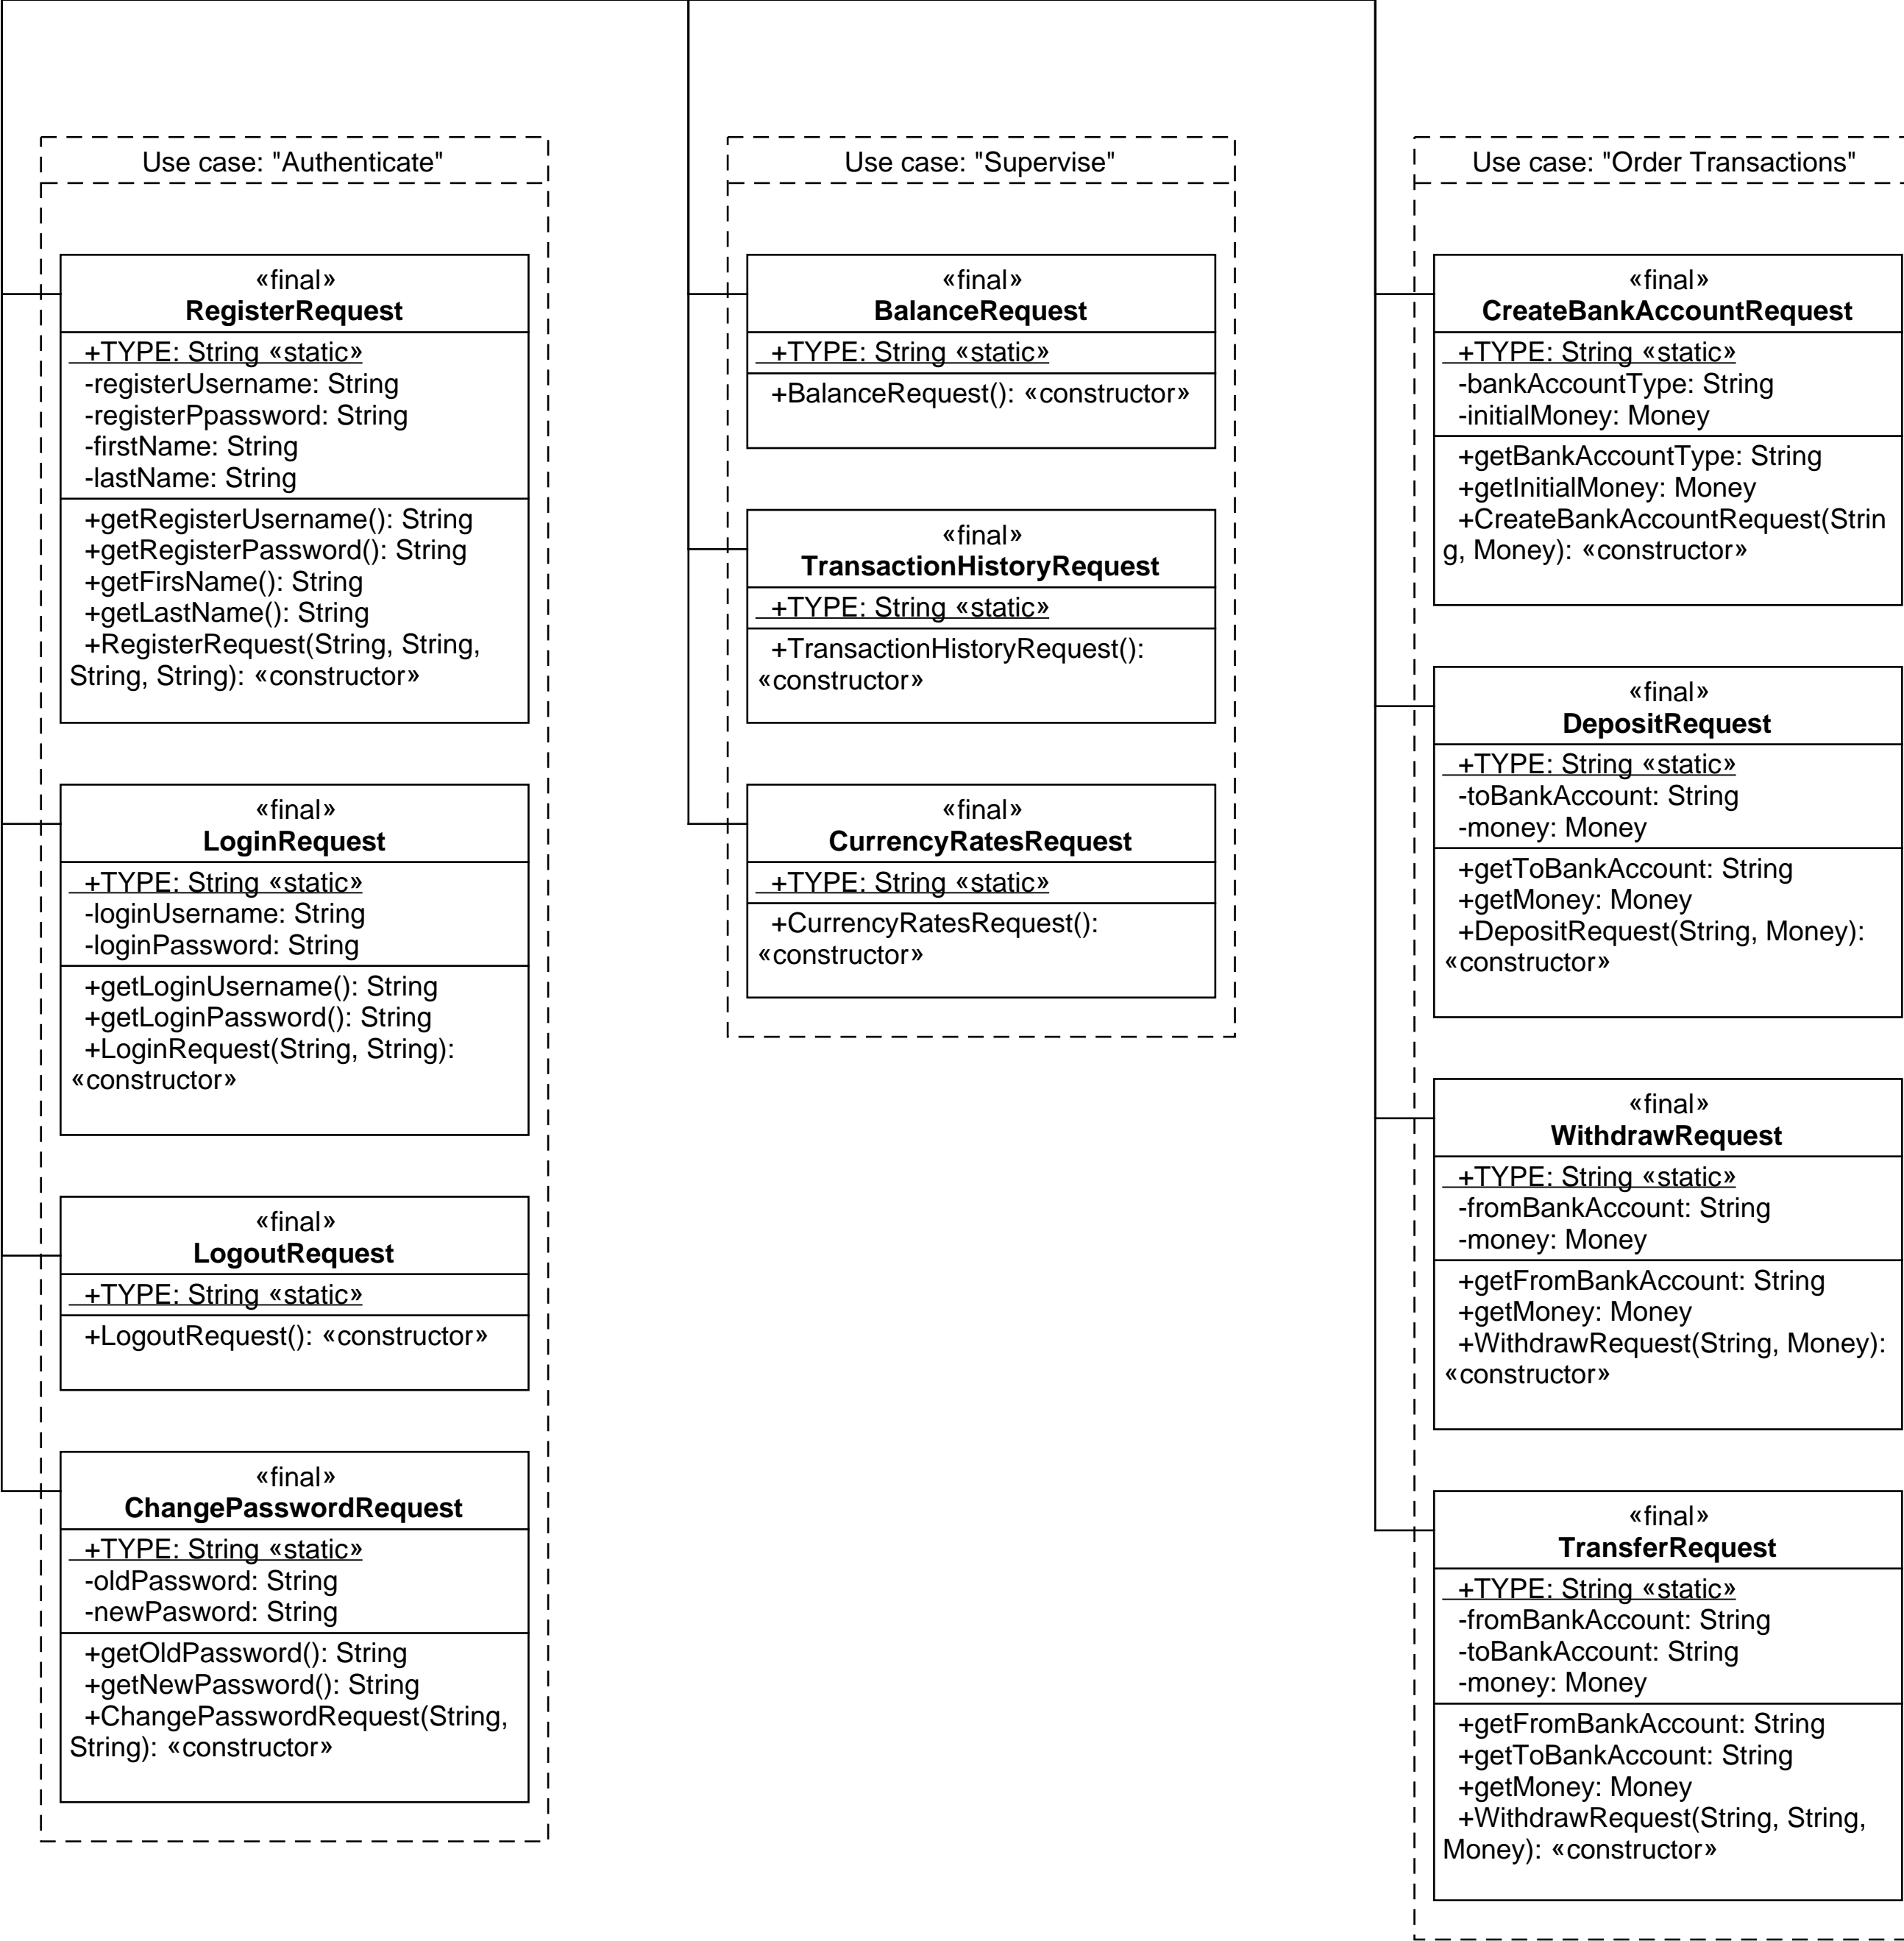 Use case: "Authenticate"
«final»
RegisterRequest
+TYPE: String «static»
-registerUsername: String
-registerPpassword: String
-firstName: String
-lastName: String
+getRegisterUsername(): String
+getRegisterPassword(): String
+getFirsName(): String
+getLastName(): String
+RegisterRequest(String, String,
String, String): «constructor»
«final»
LoginRequest
+TYPE: String «static»
-loginUsername: String
-loginPassword: String
+getLoginUsername(): String
+getLoginPassword(): String
+LoginRequest(String, String):
«constructor»
«final»
LogoutRequest
+TYPE: String «static»
+LogoutRequest(): «constructor»
«final»
ChangePasswordRequest
+TYPE: String «static»
-oldPassword: String
-newPasword: String
+getOldPassword(): String
+getNewPassword(): String
+ChangePasswordRequest(String,
String): «constructor»
Use case: "Supervise"
«final»
BalanceRequest
+TYPE: String «static»
+BalanceRequest(): «constructor»
«final»
TransactionHistoryRequest
+TYPE: String «static»
+TransactionHistoryRequest():
«constructor»
«final»
CurrencyRatesRequest
+TYPE: String «static»
+CurrencyRatesRequest():
«constructor»
Use case: "Order Transactions"
«final»
CreateBankAccountRequest
+TYPE: String «static»
-bankAccountType: String
-initialMoney: Money
+getBankAccountType: String
+getInitialMoney: Money
+CreateBankAccountRequest(Strin
g, Money): «constructor»
«final»
DepositRequest
+TYPE: String «static»
-toBankAccount: String
-money: Money
+getToBankAccount: String
+getMoney: Money
+DepositRequest(String, Money):
«constructor»
«final»
WithdrawRequest
+TYPE: String «static»
-fromBankAccount: String
-money: Money
+getFromBankAccount: String
+getMoney: Money
+WithdrawRequest(String, Money):
«constructor»
«final»
TransferRequest
+TYPE: String «static»
-fromBankAccount: String
-toBankAccount: String
-money: Money
+getFromBankAccount: String
+getToBankAccount: String
+getMoney: Money
+WithdrawRequest(String, String,
Money): «constructor»